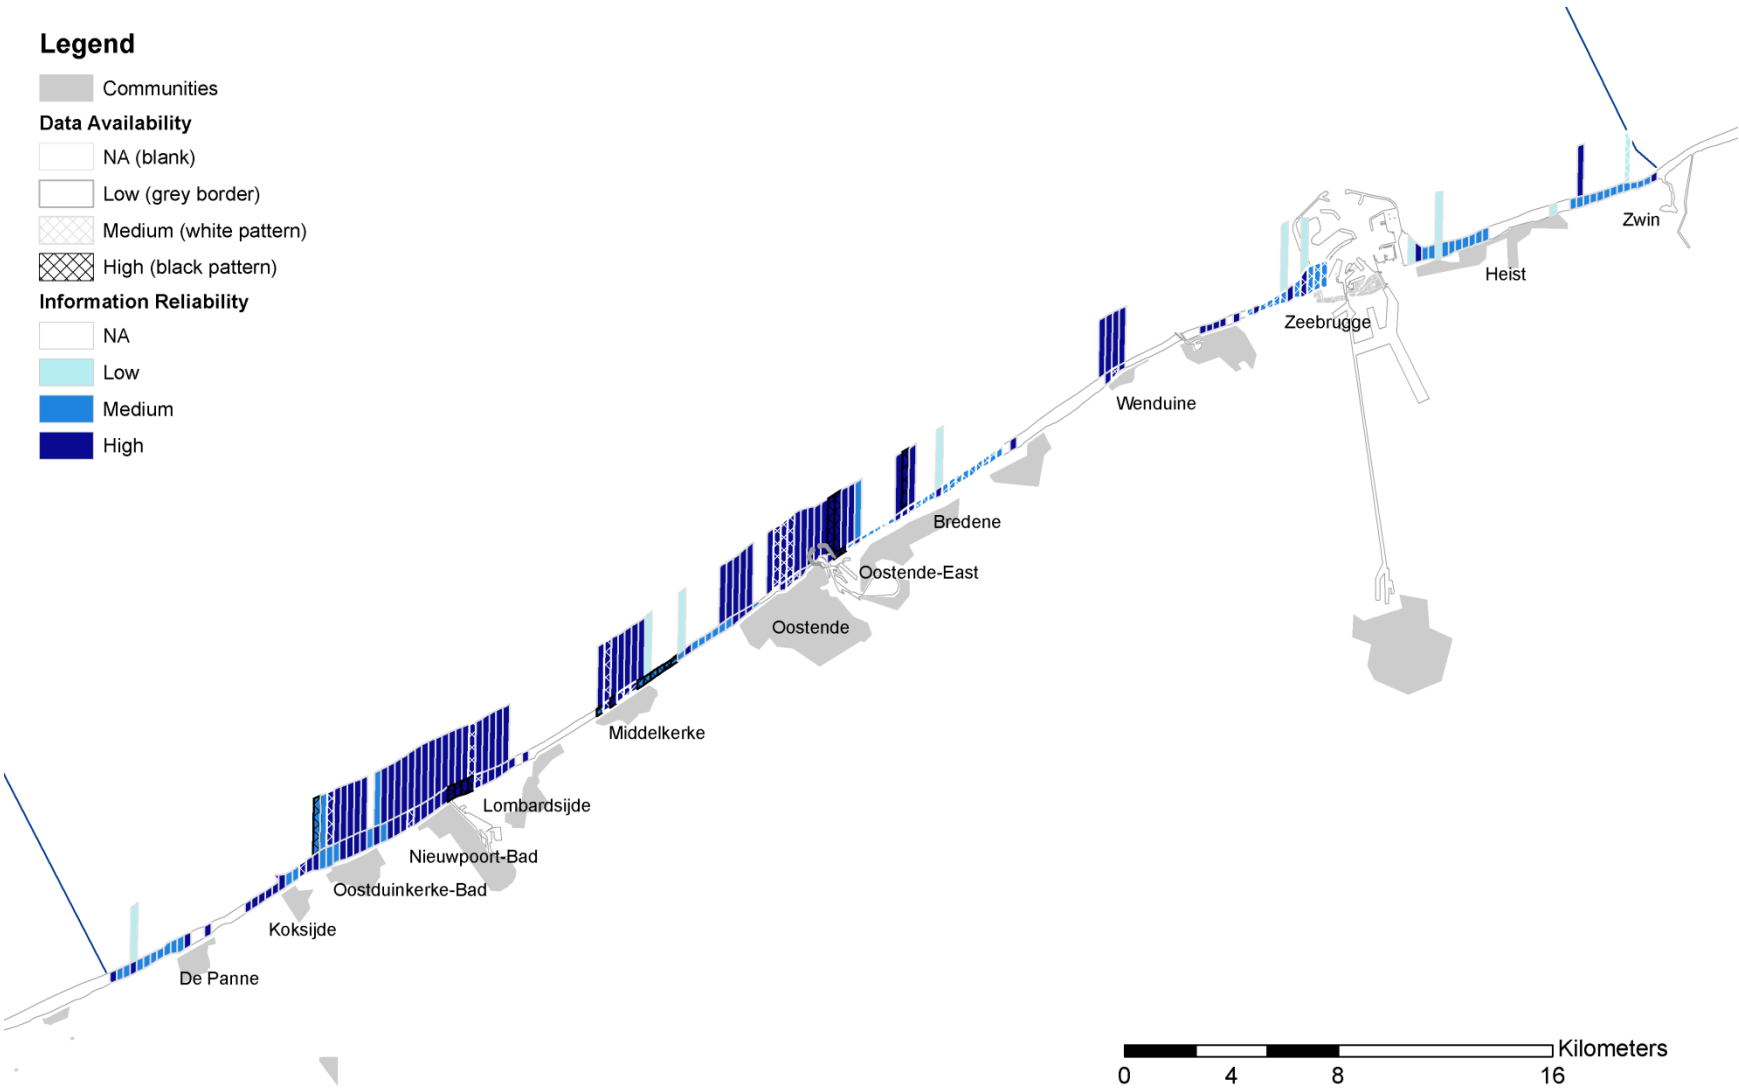 Legend
Communities
Data Availability
NA (blank)
Low (grey border)
Medium (white pattern)
High (black pattern)
Information Reliability
NA
Low
Medium
High
Zwin
Heist
Zeebrugge
Wenduine
Bredene
Oostende-East
Oostende
Middelkerke
Lombardsijde
Nieuwpoort-Bad
Oostduinkerke-Bad
Koksijde
De Panne
Kilometers
0 4 8 16